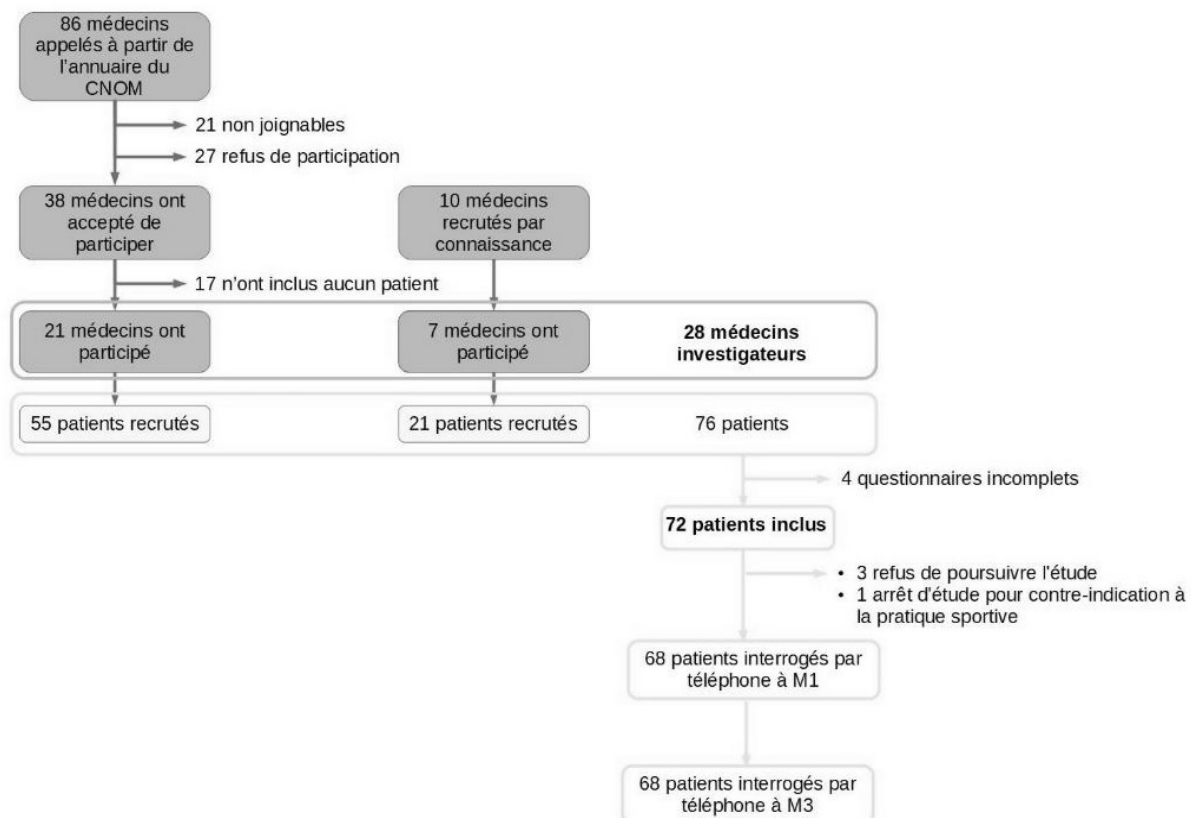 86 médecins
appelés à partir de
l'annuaire du
CNOM
21 non joignables
27 refus de participation
38 médecins ont
accepté de
participer
10 médecins
recrutés par
connaissance
17 n'ont inclus aucun patient
21 médecins ont
participé
7 médecins ont
participé
28 médecins
investigateurs
55 patients recrutés
21 patients recrutés
76 patients
4 questionnaires incomplets
72 patients inclus
• 3 refus de poursuivre l'étude
• 1 arrêt d'étude pour contre-indication à
la pratique sportive
68 patients interrogés par
téléphone à M1
68 patients interrogés par
téléphone à M3